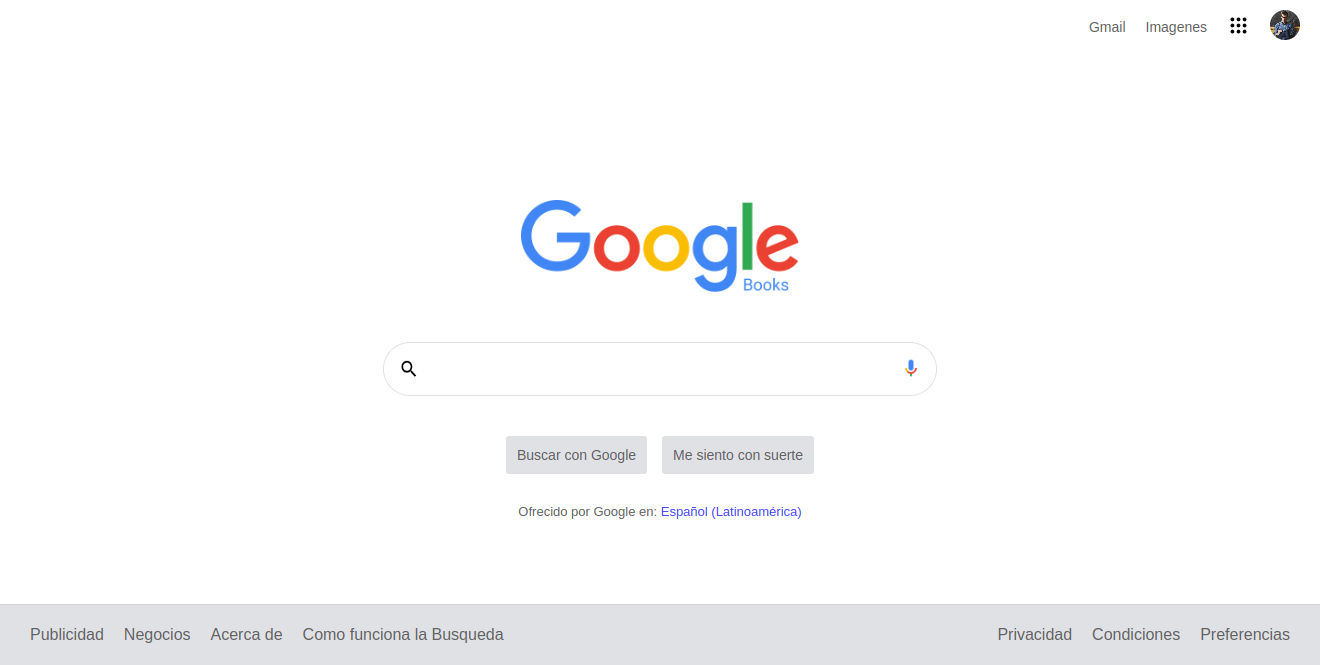 Gmail Imagenes
Google
Books
Buscar con Google Me siento con suerte
Ofrecido por Google en: Español (Latinoamérica)
Publicidad Negocios Acerca de Como funciona la Busqueda Privacidad Condiciones Preferencias